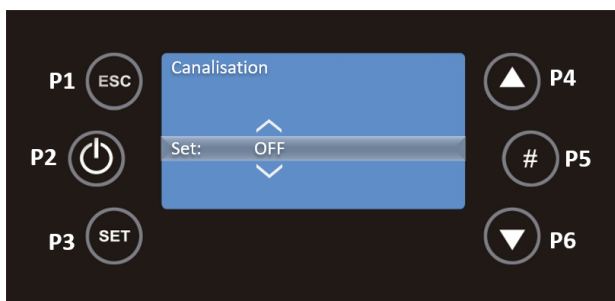 P1 ESC
Canalisation
P4
P2
Set: OFF
# P5
P3 SET
P6